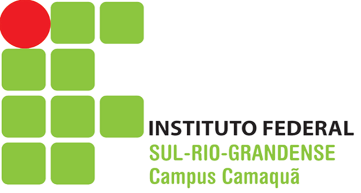 INSTITUTO FEDERAL
SUL-RIO-GRANDENSE
Campus Camaquã